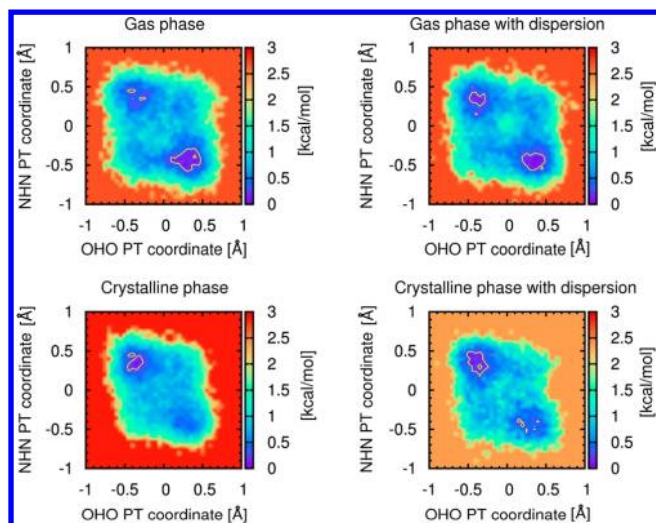 Gas phase
1
0.5
0
-0.5
-1
NHN PT coordinate [Å]
-1 -0.5 0 0.5 1
OHO PT coordinate [Å]
3
2.5
2
1.5
1
0.5
0
[kcal/mol]
Gas phase with dispersion
1
0.5
0
-0.5
-1
NHN PT coordinate [Å]
-1 -0.5 0 0.5 1
OHO PT coordinate [Å]
3
2.5
2
1.5
1
0.5
0
[kcal/mol]
Crystalline phase
1
0.5
0
-0.5
-1
NHN PT coordinate [Å]
-1 -0.5 0 0.5 1
OHO PT coordinate [Å]
3
2.5
2
1.5
1
0.5
0
[kcal/mol]
Crystalline phase with dispersion
1
0.5
0
-0.5
-1
NHN PT coordinate [Å]
-1 -0.5 0 0.5 1
OHO PT coordinate [Å]
3
2.5
2
1.5
1
0.5
0
[kcal/mol]